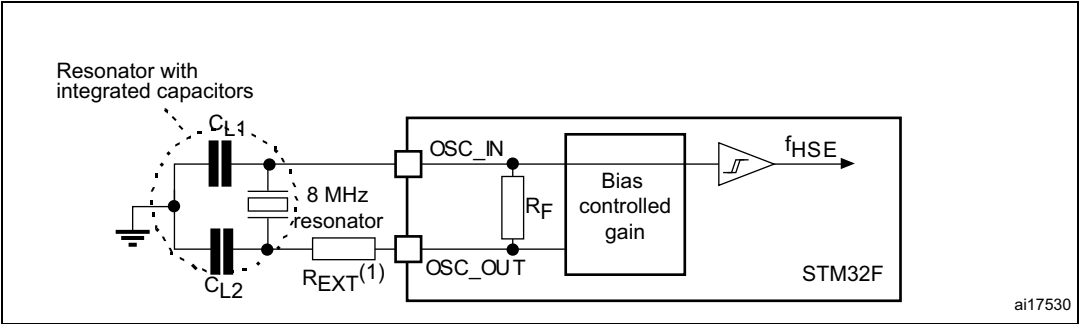 Resonator with
integrated capacitors
CL1
OSC_IN
fHSE
8 MHz
resonator
RF
Bias
controlled
gain
REXT(1)
OSC_OUT
STM32F
CL2
ai17530